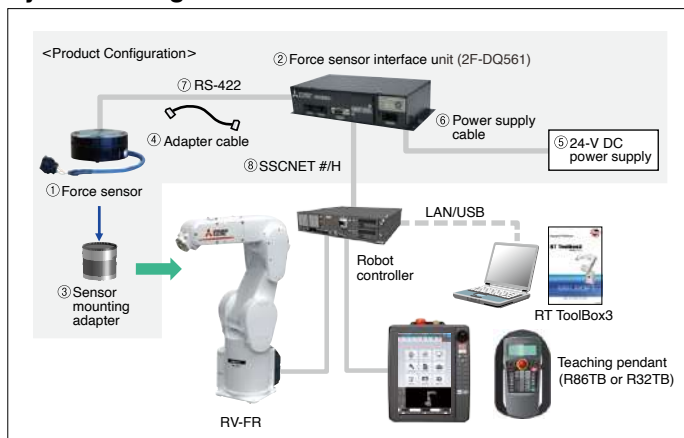 <Product Configuration>
② Force sensor interface unit (2F-DQ561)
⑦ RS-422
④ Adapter cable
⑥ Power supply
cable
⑤ 24-V DC
power supply
① Force sensor
⑧ SSCNET #/H
LAN/USB
Robot
controller
③ Sensor
mounting
adapter
RT ToolBox3
RT ToolBox3
Teaching pendant
(R86TB or R32TB)
RV-FR